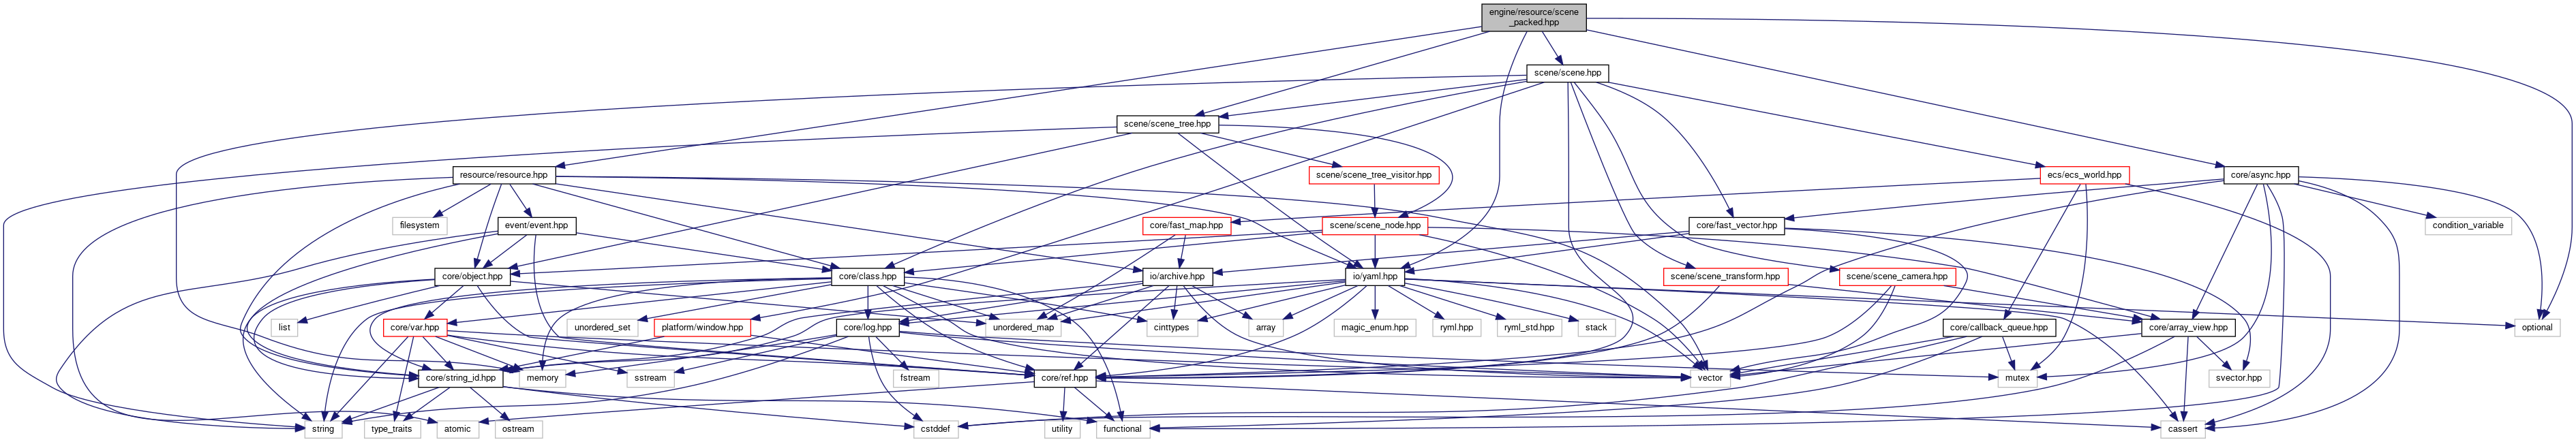 engine/resource/scene
_packed.hpp
scene/scene.hpp
scene/scene_tree.hpp
resource/resource.hpp
scene/scene_tree_visitor.hpp
ecs/ecs_world.hpp
core/async.hpp
filesystem
event/event.hpp
core/fast_map.hpp
scene/scene_node.hpp
core/fast_vector.hpp
condition_variable
core/object.hpp
core/class.hpp
io/archive.hpp
io/yaml.hpp
scene/scene_transform.hpp
scene/scene_camera.hpp
list
core/var.hpp
unordered_set
platform/window.hpp
core/log.hpp
unordered_map
cinttypes
array
magic_enum.hpp
ryml.hpp
ryml_std.hpp
stack
core/callback_queue.hpp
core/array_view.hpp
optional
core/string_id.hpp
memory
sstream
fstream
core/ref.hpp
vector
mutex
svector.hpp
string
type_traits
atomic
ostream
cstddef
utility
functional
cassert